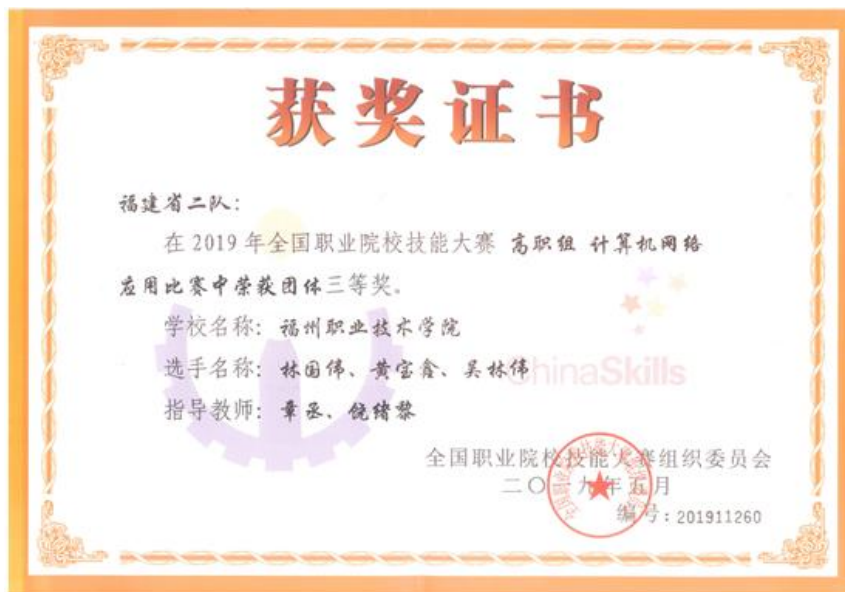 获奖证书
福建省二队：
在 2019 年全国职业院校技能大赛 高职组 计算机网络
应用比赛中荣获团体三等奖。
学校名称：福州职业技术学院
选手名称：林国伟、黄宝鑫、吴林伟
ChinaSkills
指导教师：章丞、饶绪黎
全国职业院校技能大赛组织委员会
二〇一九年五月
编号：201911260